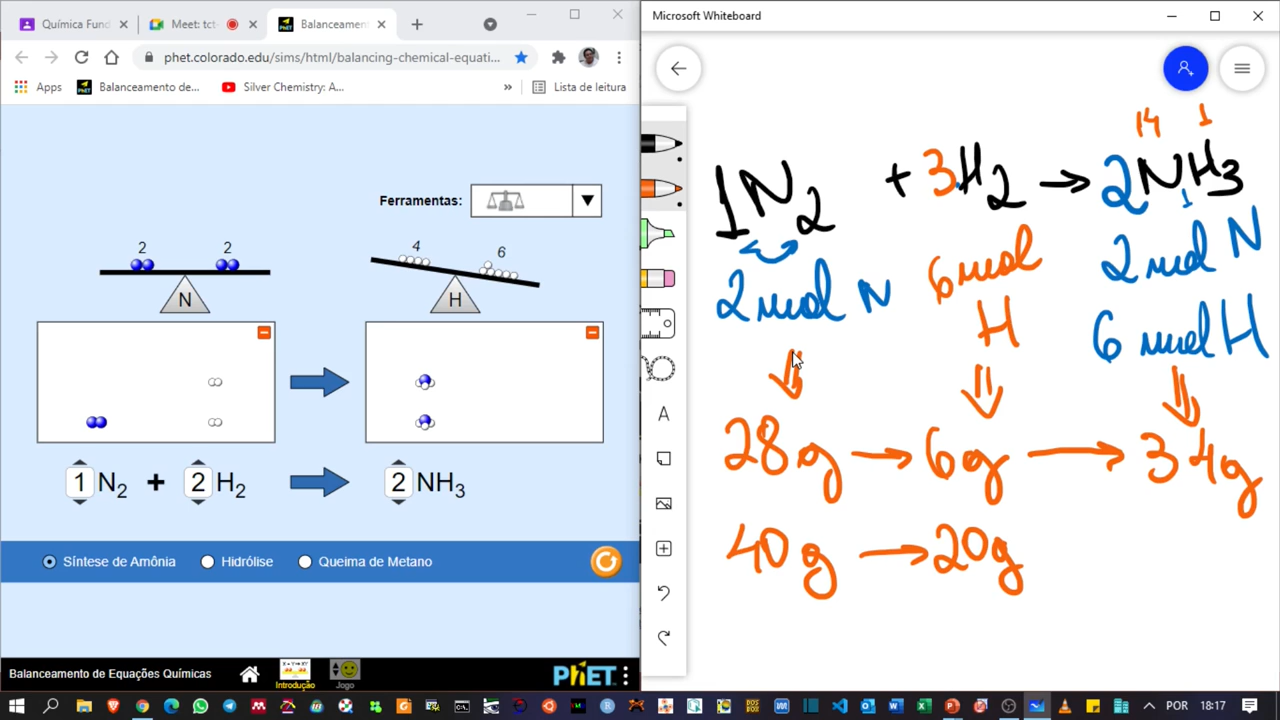 Química Fund
Meet: tct-
Balanceamen
phet.colorado.edu/sims/html/balancing-chemical-equati...
Apps
Balanceamento de...
Silver Chemistry: A...
»
Lista de leitura
Ferramentas:
2 2
N
4 6
H
1 N2 + 2 H2 2 NH3
Síntese de Amônia Hidrólise Queima de Metano
Balanceamento de Equações Químicas
Introdução
Jogo
PhET
Microsoft Whiteboard
14 1
1N2 + 3H2 → 2NH3
1
2 mol N
6 mol
H
2 mol N
6 mol H
28g → 6g → 34g
40g → 20g
A
POR 18:17